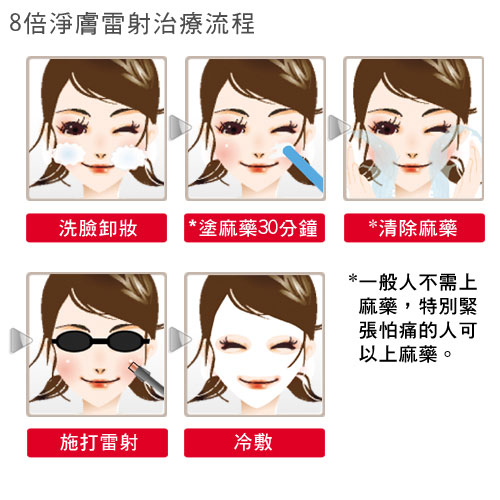 8倍淨膚雷射治療流程
洗臉卸妝
*塗麻藥30分鐘
*清除麻藥
施打雷射
冷敷
*一般人不需上
麻藥，特別緊
張怕痛的人可
以上麻藥。